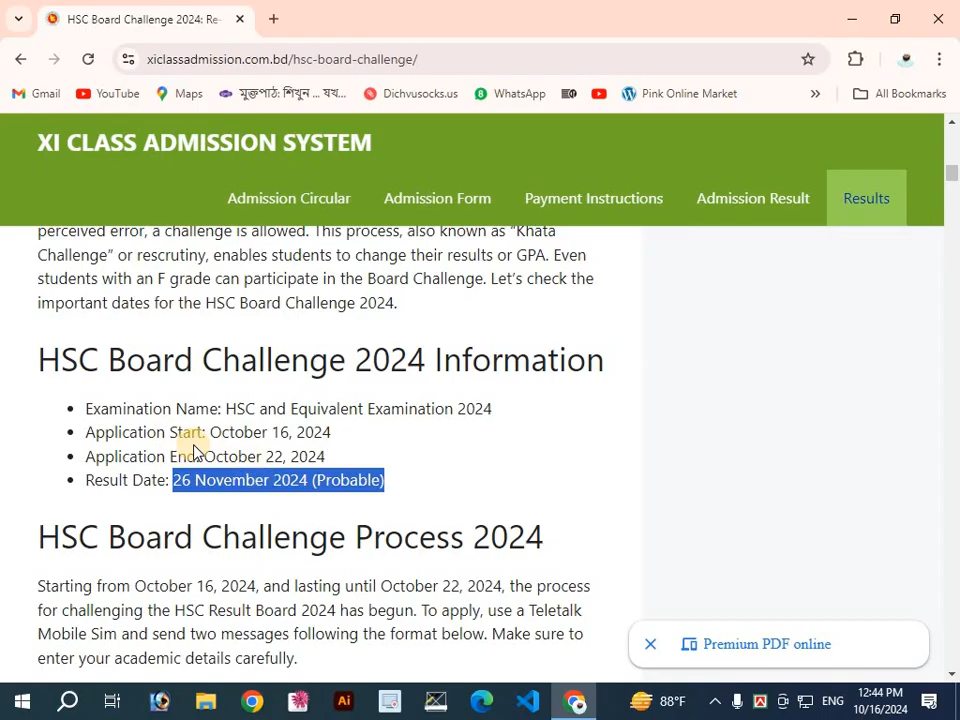 HSC Board Challenge 2024: Re
xiclassadmission.com.bd/hsc-board-challenge/
Gmail
YouTube
Maps
মুক্তপাঠ: শিখুন ... যখ...
Dichvusocks.us
WhatsApp
Pink Online Market
»
All Bookmarks
XI CLASS ADMISSION SYSTEM
Admission Circular
Admission Form
Payment Instructions
Admission Result
Results
perceived error, a challenge is allowed. This process, also known as “Khata
Challenge” or rescrutiny, enables students to change their results or GPA. Even
students with an F grade can participate in the Board Challenge. Let’s check the
important dates for the HSC Board Challenge 2024.
HSC Board Challenge 2024 Information
• Examination Name: HSC and Equivalent Examination 2024
• Application Start: October 16, 2024
• Application End: October 22, 2024
• Result Date: 26 November 2024 (Probable)
HSC Board Challenge Process 2024
Starting from October 16, 2024, and lasting until October 22, 2024, the process
for challenging the HSC Result Board 2024 has begun. To apply, use a Teletalk
Mobile Sim and send two messages following the format below. Make sure to
enter your academic details carefully.
Premium PDF online
Ai
88°F
ENG
12:44 PM
10/16/2024